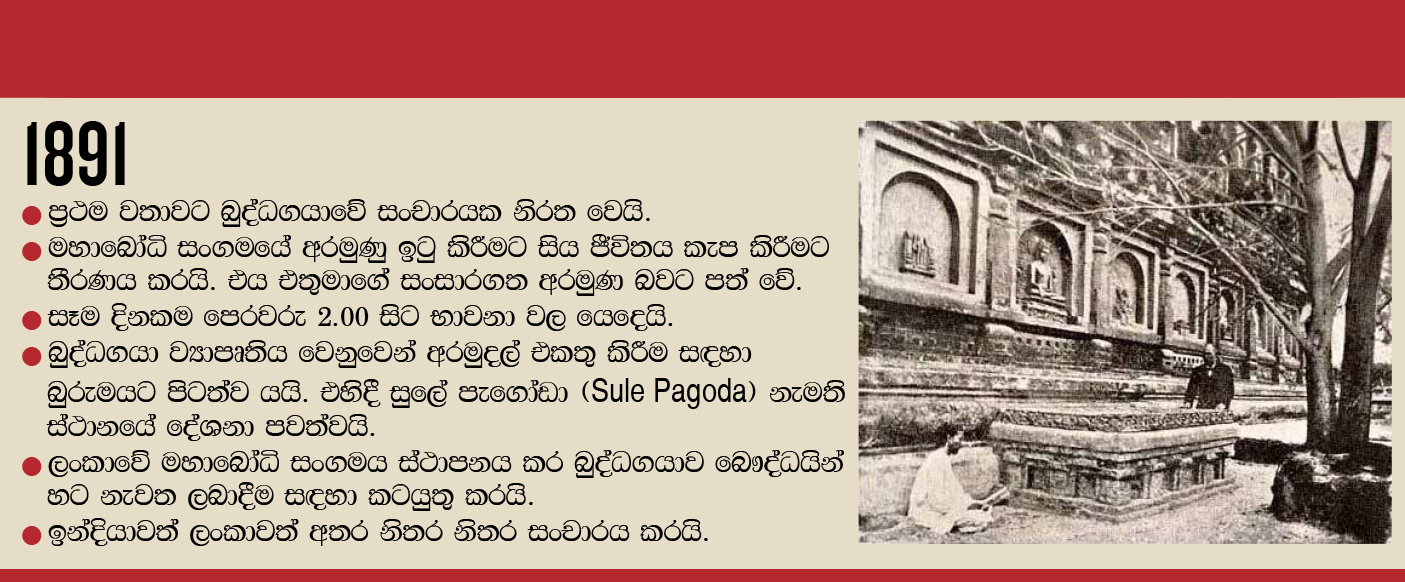 1891
● ප්‍රථම වතාවට බුද්ධගයාවේ සංචාරයක නිරත වෙයි.
● මහාබෝධි සංගමයේ අරමුණු ඉටු කිරීමට සිය ජීවිතය කැප කිරීමට
තීරණය කරයි. එය එතුමාගේ සංසාරගත අරමුණ බවට පත් වේ.
● සෑම දිනකම පෙරවරු 2.00 සිට භාවනා වල යෙදෙයි.
● බුද්ධගයා ව්‍යාපෘතිය වෙනුවෙන් අරමුදල් එකතු කිරීම සඳහා
බුරුමයට පිටත්ව යයි. එහිදී සුලේ පැගෝඩා (Sule Pagoda) නැමති
ස්ථානයේ දේශනා පවත්වයි.
● ලංකාවේ මහාබෝධි සංගමය ස්ථාපනය කර බුද්ධගයාව බෞද්ධයින්
හට නැවත ලබාදීම සඳහා කටයුතු කරයි.
● ඉන්දියාවත් ලංකාවත් අතර නිතර නිතර සංචාරය කරයි.